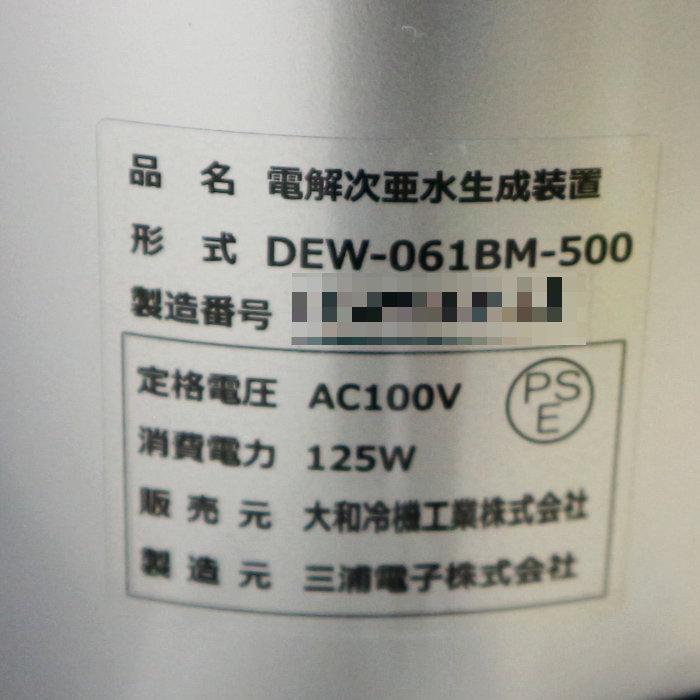 品 名 電解次亜水生成装置
形 式 DEW-061BM-500
製造番号
定格電圧 AC100V
PSE
消費電力 125W
販売元 大和冷機工業株式会社
製造元 三浦電子株式会社